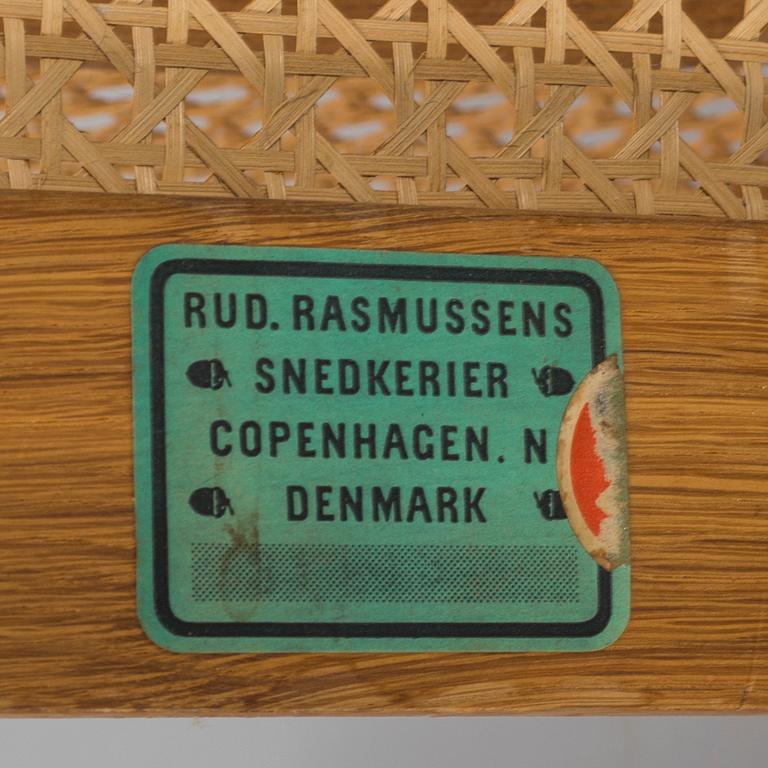 RUD. RASMUSSENS
SNEDKERIER
COPENHAGEN. N
DENMARK